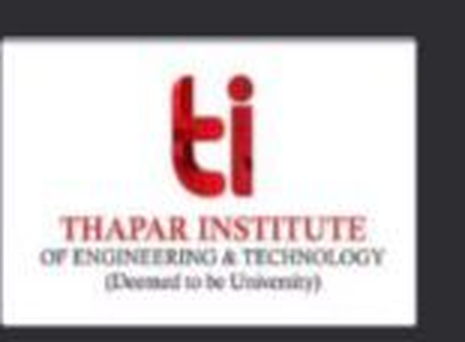 ti
THAPAR INSTITUTE
OF ENGINEERING & TECHNOLOGY
(Deemed to be University)